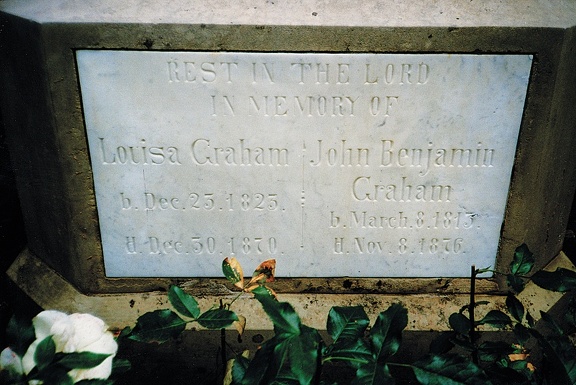 REST IN THE LORD
IN MEMORY OF
Louisa Graham
b. Dec. 25. 1825.
d. Dec. 30. 1870.
John Benjamin
Graham
b. March. 8. 1813.
d. Nov. 8. 1876.